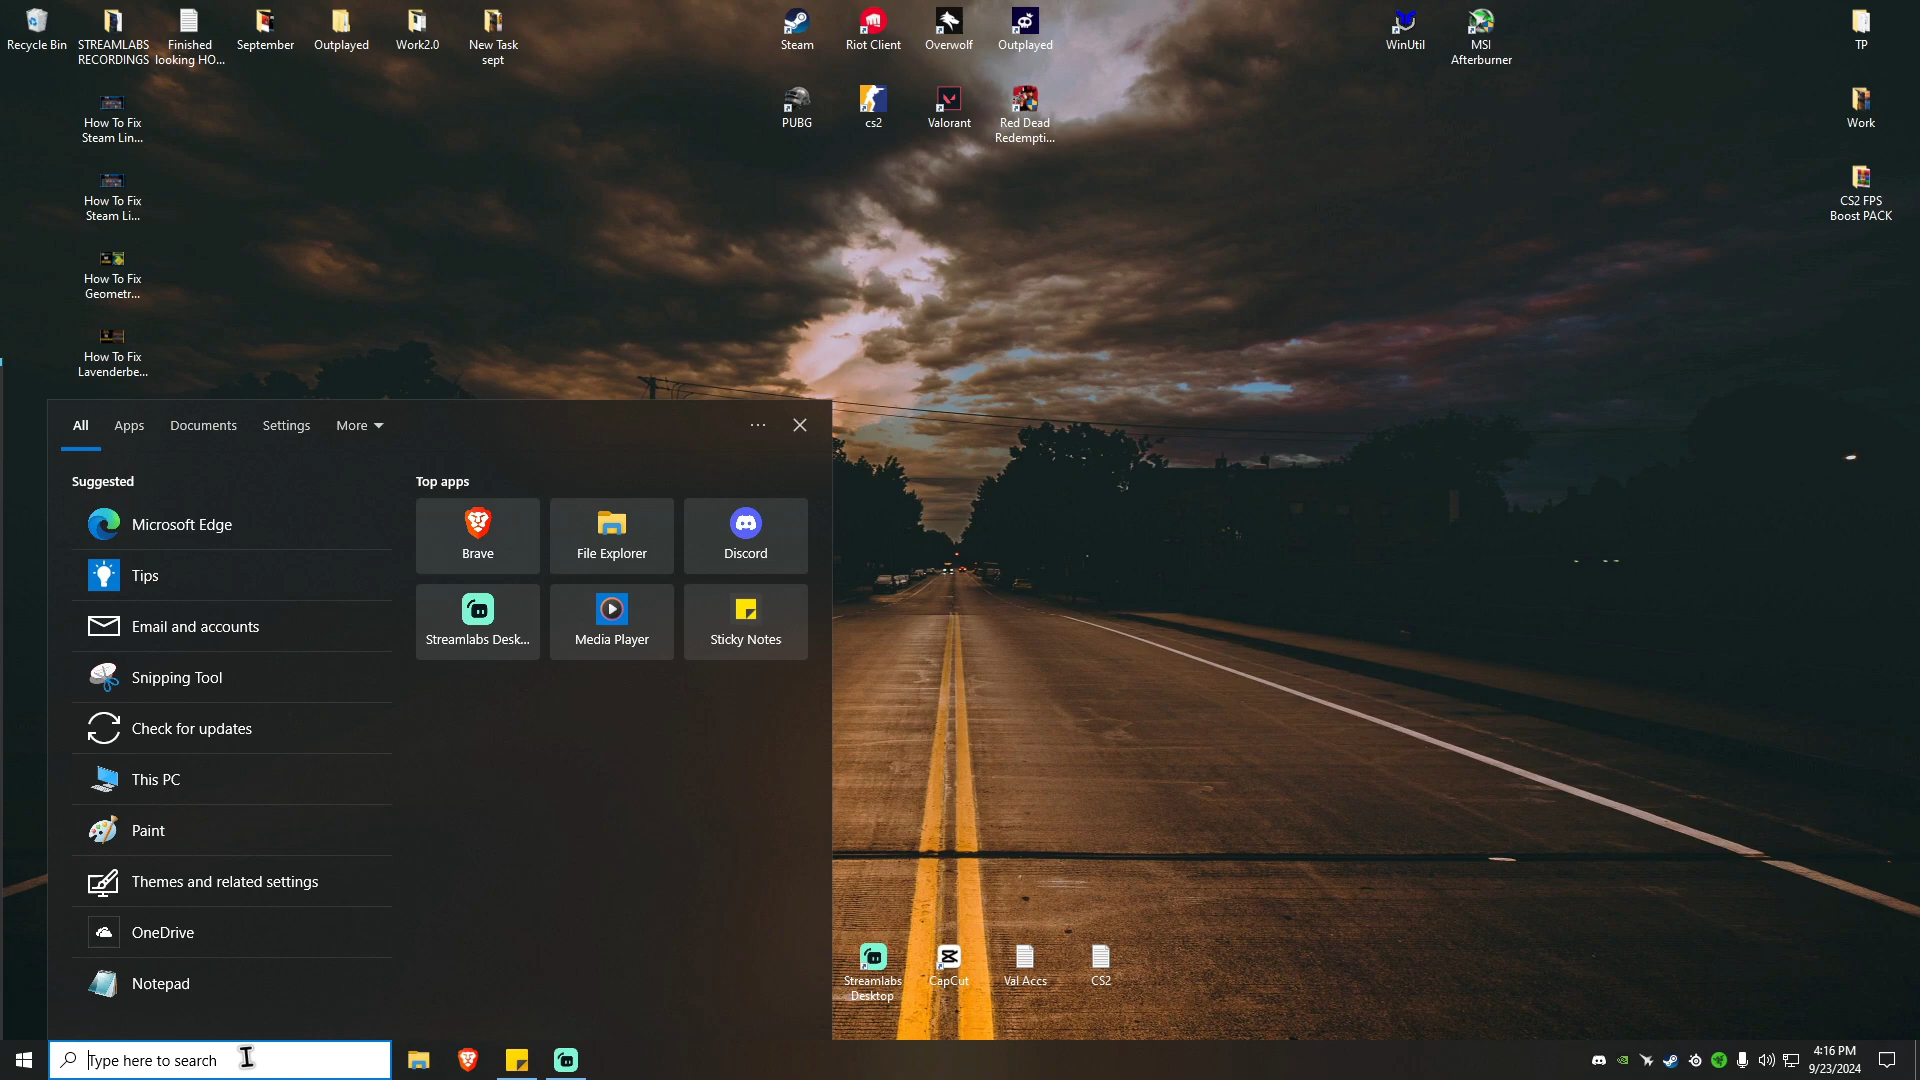 Recycle Bin
STREAMLABS
RECORDINGS
Finished
looking HO...
September
Outplayed
Work2.0
New Task
sept
Steam
Riot Client
Overwolf
Outplayed
WinUtil
MSI
Afterburner
TP
How To Fix
Steam Lin...
PUBG
cs2
Valorant
Red Dead
Redempti...
Work
How To Fix
Steam Li...
CS2 FPS
Boost PACK
How To Fix
Geometr...
How To Fix
Lavenderbe...
All
Apps
Documents
Settings
More
Suggested
Microsoft Edge
Tips
Email and accounts
Snipping Tool
Check for updates
This PC
Paint
Themes and related settings
OneDrive
Notepad
Top apps
Brave
File Explorer
Discord
Streamlabs Desk...
Media Player
Sticky Notes
Streamlabs
Desktop
CapCut
Val Accs
CS2
Type here to search
4:16 PM
9/23/2024